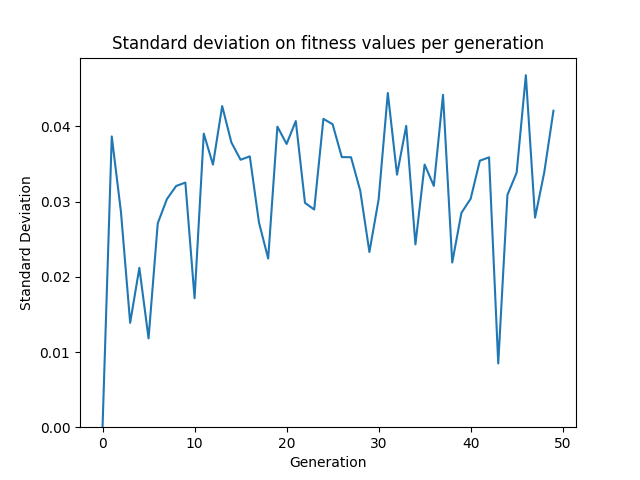 Standard deviation on fitness values per generation
Standard Deviation
0.04
0.03
0.02
0.01
0.00
0 10 20 30 40 50
Generation